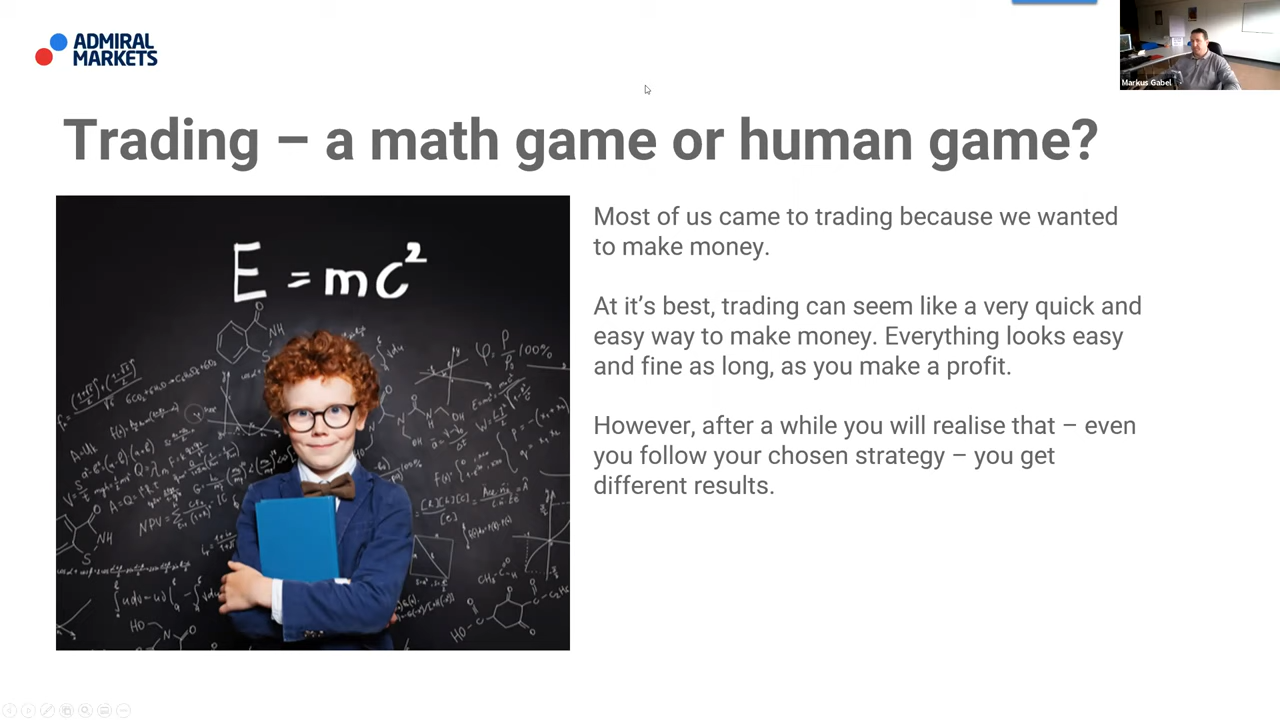 ADMIRAL
MARKETS
Markus Gabel
Trading – a math game or human game?
E = mc²
Most of us came to trading because we wanted
to make money.
At it's best, trading can seem like a very quick and
easy way to make money. Everything looks easy
and fine as long, as you make a profit.
However, after a while you will realise that – even
you follow your chosen strategy – you get
different results.